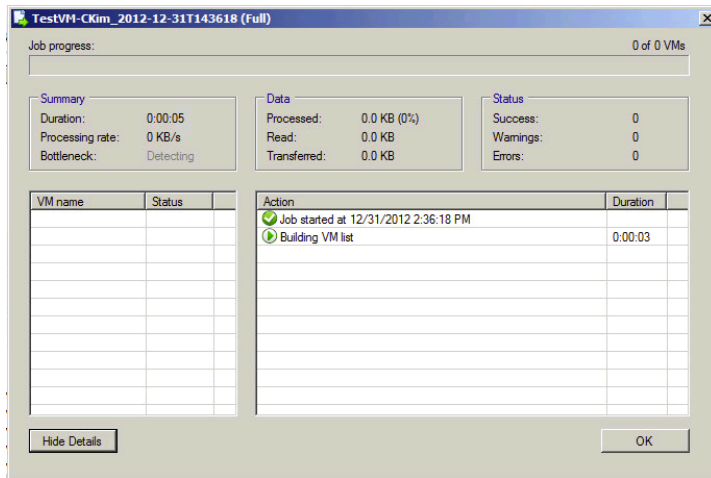 TestVM-CKim_2012-12-31T143618 (Full)
Job progress: 0 of 0 VMs
Summary
Duration: 0:00:05
Processing rate: 0 KB/s
Bottleneck: Detecting
Data
Processed: 0.0 KB (0%)
Read: 0.0 KB
Transferred: 0.0 KB
Status
Success: 0
Warnings: 0
Errors: 0
VM name Status
Action Duration
Job started at 12/31/2012 2:36:18 PM
Building VM list 0:00:03
Hide Details
OK